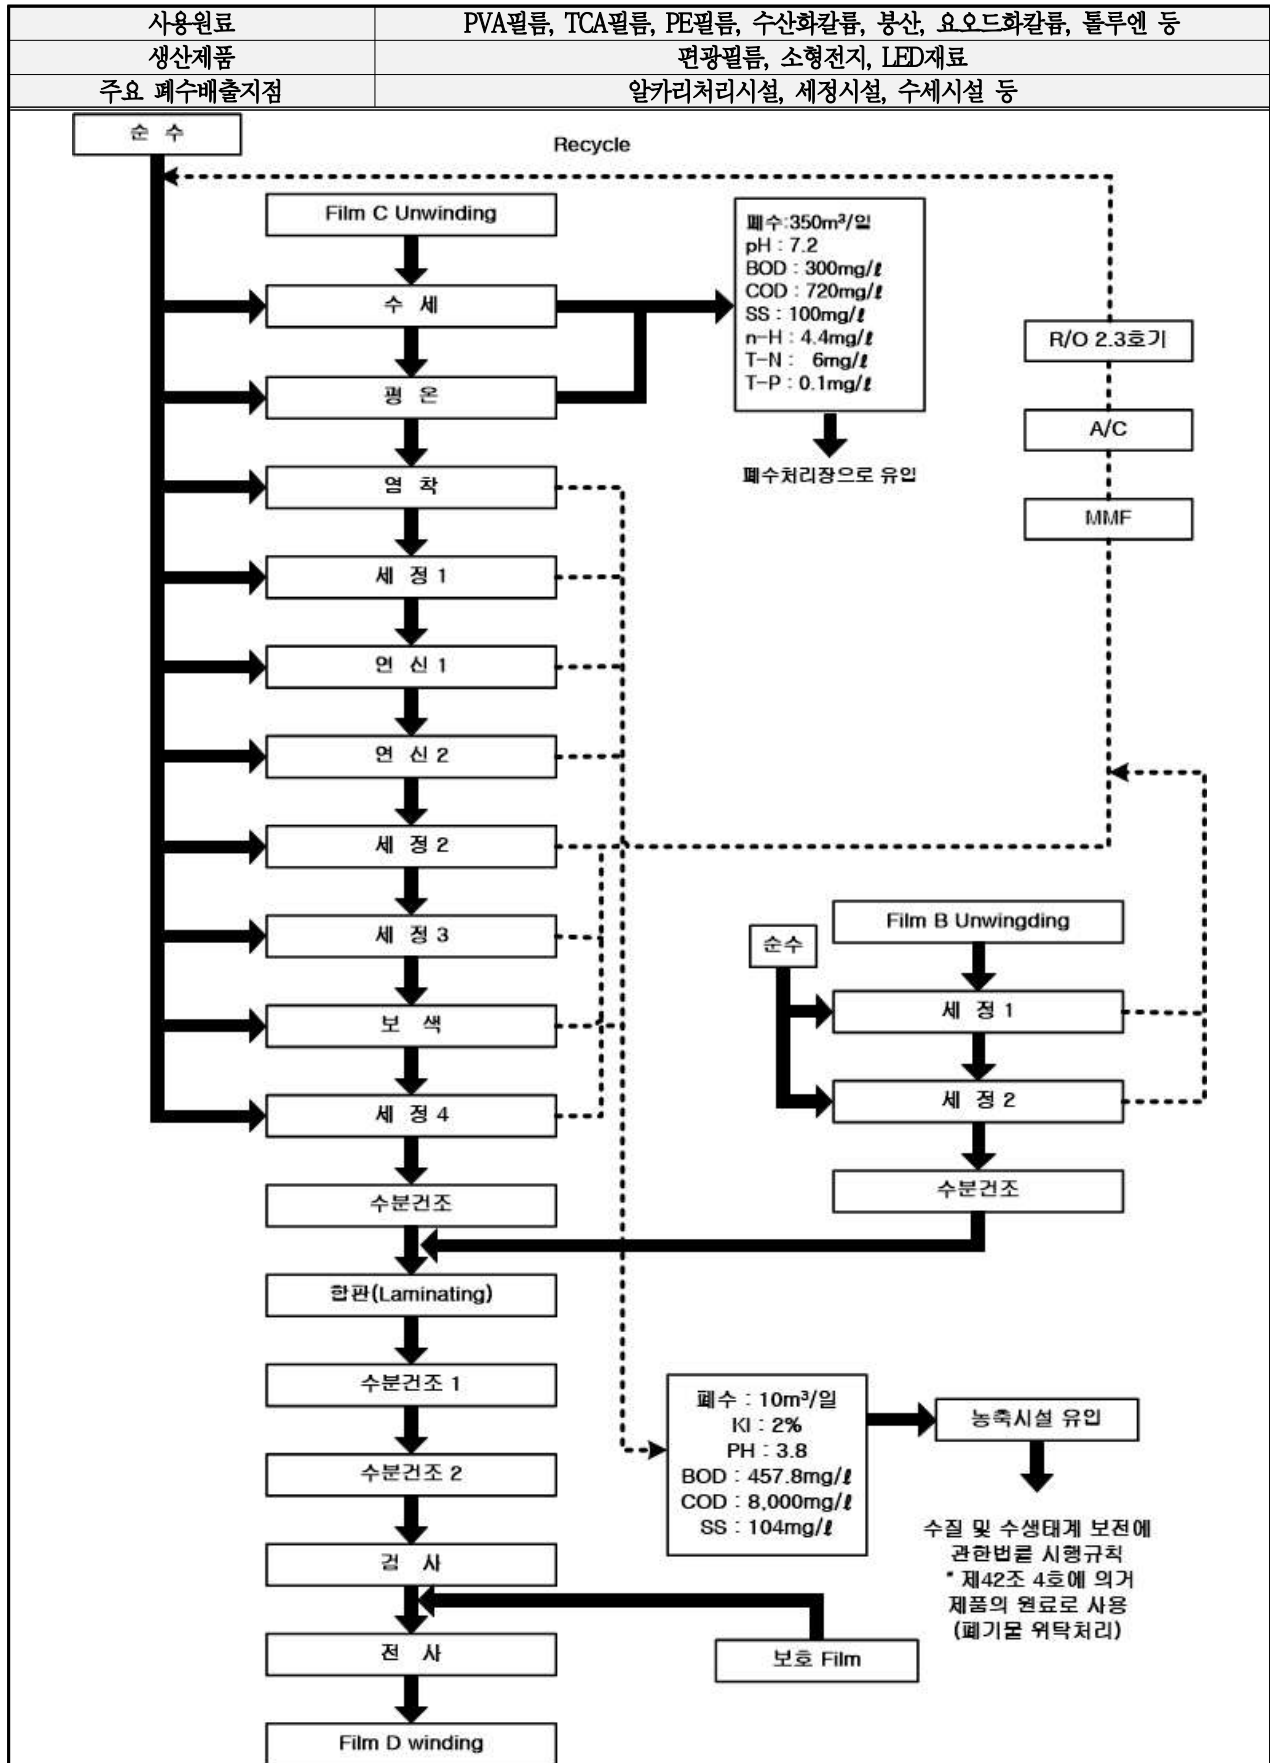 사용원료 PVA필름, TCA필름, PE필름, 수산화칼륨, 붕산, 요오드화칼륨, 톨루엔 등
생산제품 편광필름, 소형전지, LED재료
주요 폐수배출지점 알카리처리시설, 세정시설, 수세시설 등
순 수
Recycle
Film C Unwinding
수 세
평 온
염 착
세 정 1
연 신 1
연 신 2
세 정 2
세 정 3
보 색
세 정 4
수분건조
합판(Laminating)
수분건조 1
수분건조 2
검 사
전 사
Film D winding
폐수:350m³/일
pH : 7.2
BOD : 300mg/ℓ
COD : 720mg/ℓ
SS : 100mg/ℓ
n-H : 4.4mg/ℓ
T-N : 6mg/ℓ
T-P : 0.1mg/ℓ
폐수처리장으로 유입
R/O 2.3호기
A/C
MMF
Film B Unwingding
순수
세 정 1
세 정 2
수분건조
폐수 : 10m³/일
KI : 2%
PH : 3.8
BOD : 457.8mg/ℓ
COD : 8,000mg/ℓ
SS : 104mg/ℓ
농축시설 유입
수질 및 수생태계 보전에
관한법률 시행규칙
* 제42조 4호에 의거
제품의 원료로 사용
(폐기물 위탁처리)
보호 Film